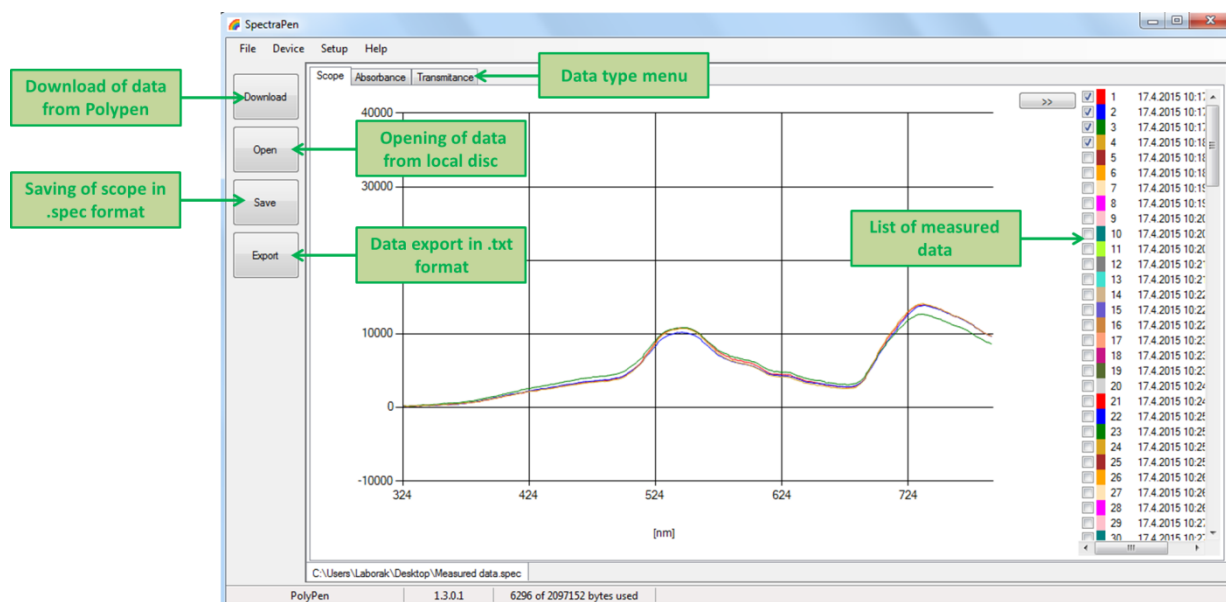 SpectraPen
File Device Setup Help
Scope Absorbance Transmitance
Data type menu
Download of data
from Polypen
Download
Opening of data
from local disc
Open
Saving of scope in
.spec format
Save
Data export in .txt
format
Export
List of measured
data
>>
40000
30000
10000
0
-10000
324 424 524 624 724
[nm]
1 17.4.2015 10:17
2 17.4.2015 10:17
3 17.4.2015 10:17
4 17.4.2015 10:18
5 17.4.2015 10:18
6 17.4.2015 10:18
7 17.4.2015 10:19
8 17.4.2015 10:19
9 17.4.2015 10:20
10 17.4.2015 10:20
11 17.4.2015 10:20
12 17.4.2015 10:21
13 17.4.2015 10:21
14 17.4.2015 10:22
15 17.4.2015 10:22
16 17.4.2015 10:22
17 17.4.2015 10:23
18 17.4.2015 10:23
19 17.4.2015 10:23
20 17.4.2015 10:24
21 17.4.2015 10:24
22 17.4.2015 10:25
23 17.4.2015 10:25
24 17.4.2015 10:25
25 17.4.2015 10:25
26 17.4.2015 10:26
27 17.4.2015 10:26
28 17.4.2015 10:26
29 17.4.2015 10:27
30 17.4.2015 10:27
C:\Users\Laborak\Desktop\Measured data.spec
PolyPen 1.3.0.1 6296 of 2097152 bytes used